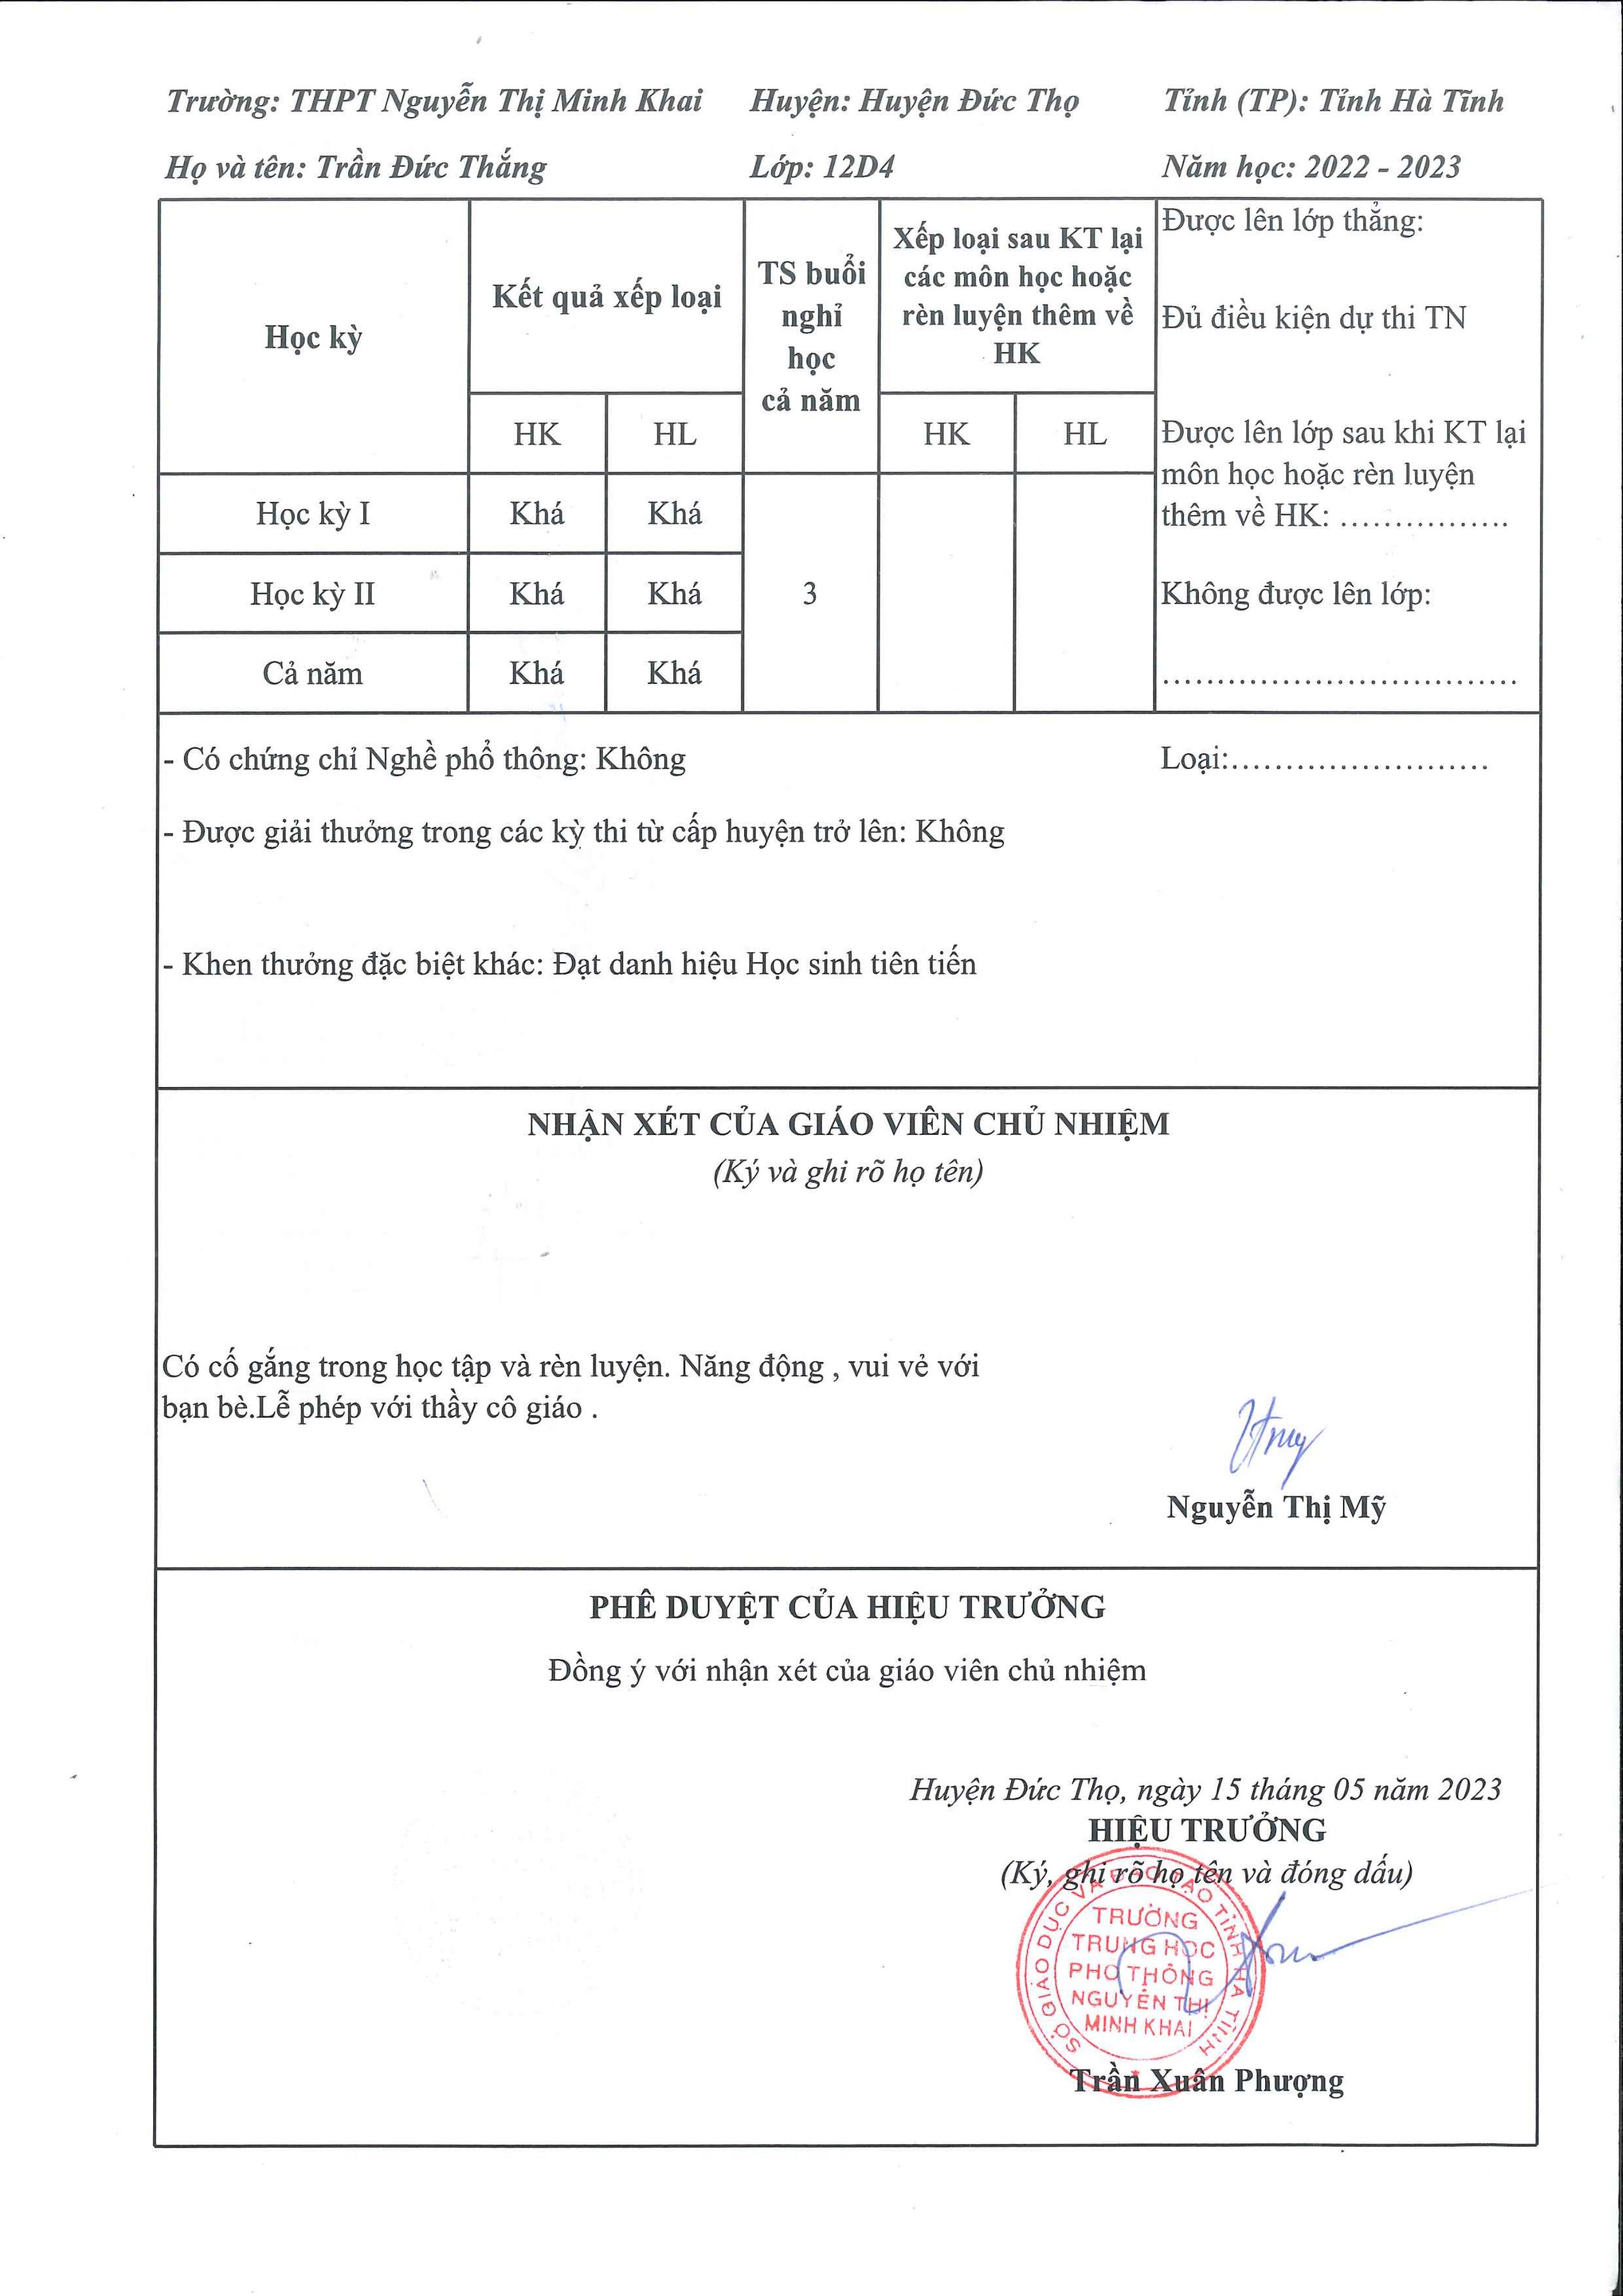 Trường: THPT Nguyễn Thị Minh Khai Huyện: Huyện Đức Thọ Tỉnh (TP): Tỉnh Hà Tĩnh
Họ và tên: Trần Đức Thắng Lớp: 12D4 Năm học: 2022 - 2023
Học kỳ
Kết quả xếp loại
TS buổi
nghỉ
học
cả năm
Xếp loại sau KT lại
các môn học hoặc
rèn luyện thêm về
HK
HK HL HK HL
Học kỳ I Khá Khá
Học kỳ II Khá Khá 3
Cả năm Khá Khá
Được lên lớp thẳng:
Đủ điều kiện dự thi TN
Được lên lớp sau khi KT lại
môn học hoặc rèn luyện
thêm về HK: ................
Không được lên lớp:
.................................
- Có chứng chỉ Nghề phổ thông: Không Loại:........................
- Được giải thưởng trong các kỳ thi từ cấp huyện trở lên: Không
- Khen thưởng đặc biệt khác: Đạt danh hiệu Học sinh tiên tiến
NHẬN XÉT CỦA GIÁO VIÊN CHỦ NHIỆM
(Ký và ghi rõ họ tên)
Có cố gắng trong học tập và rèn luyện. Năng động , vui vẻ với
bạn bè.Lễ phép với thầy cô giáo .
Nguyễn Thị Mỹ
PHÊ DUYỆT CỦA HIỆU TRƯỞNG
Đồng ý với nhận xét của giáo viên chủ nhiệm
Huyện Đức Thọ, ngày 15 tháng 05 năm 2023
HIỆU TRƯỞNG
(Ký, ghi rõ họ tên và đóng dấu)
SỞ GIÁO DỤC VÀ ĐÀO TẠO TỈNH HÀ TĨNH
TRƯỜNG
TRUNG HỌC
PHỔ THÔNG
NGUYỄN THỊ
MINH KHAI
Trần Xuân Phượng